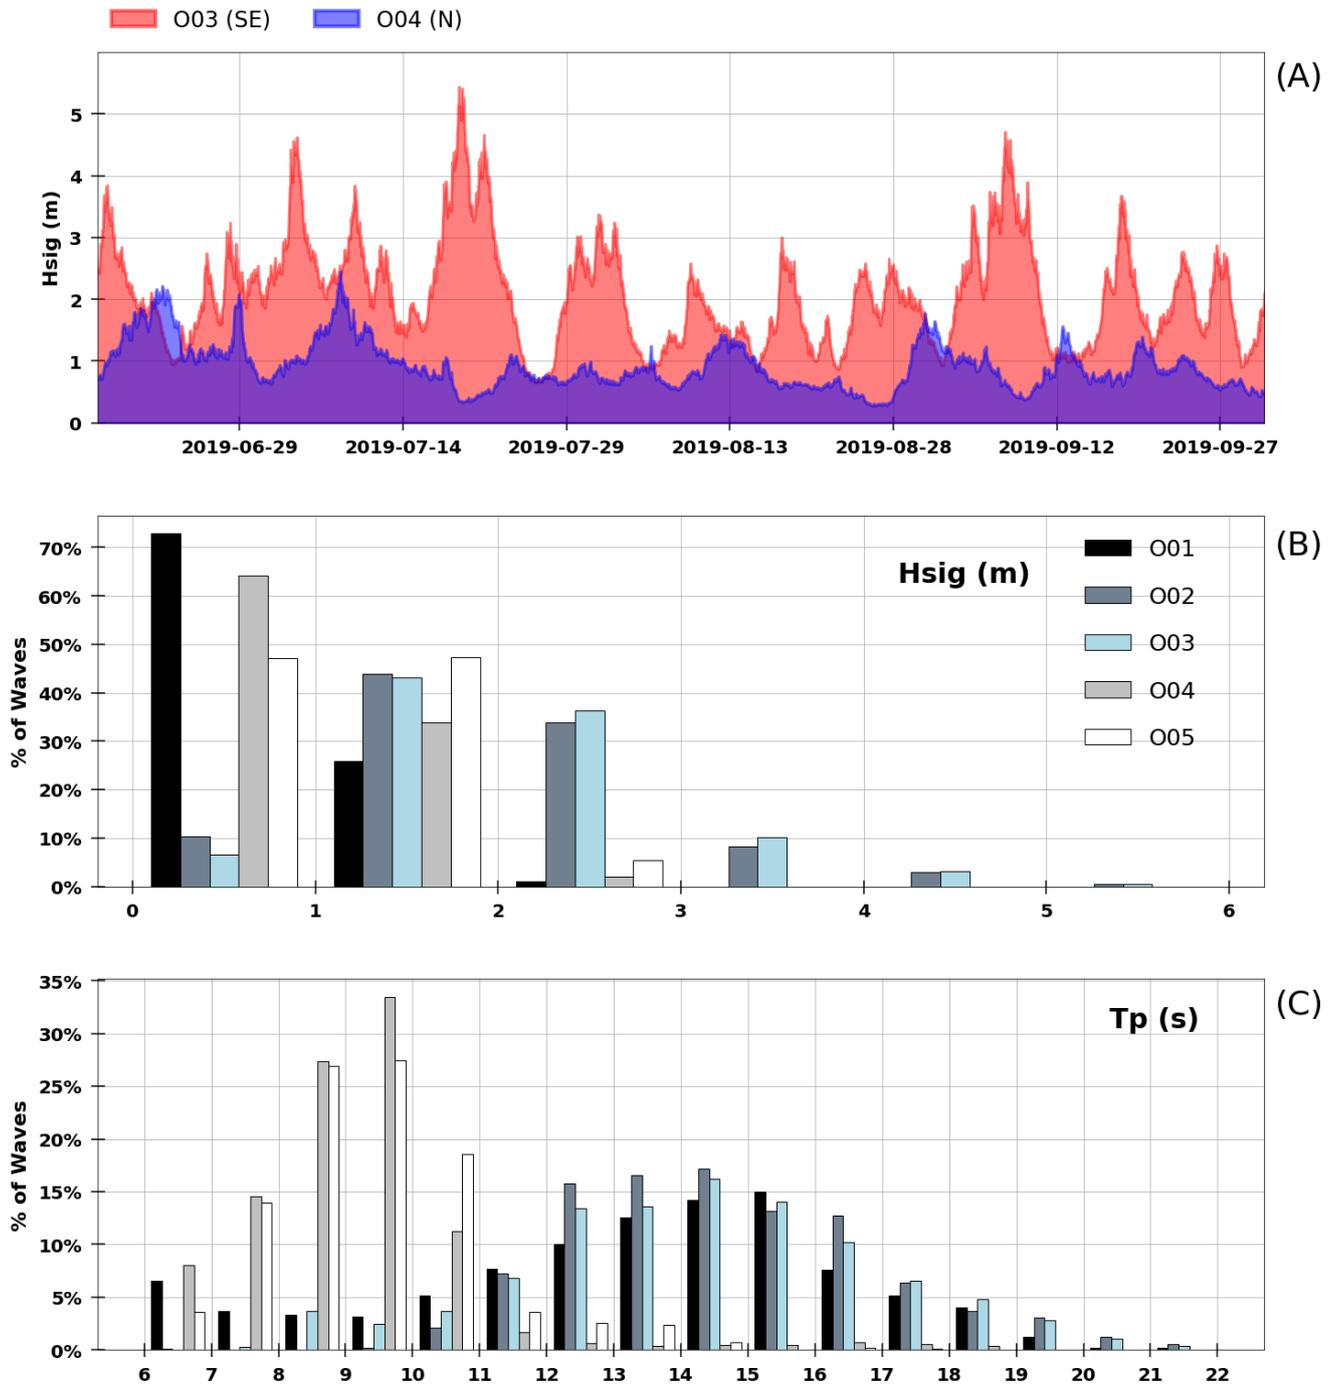 O03 (SE) O04 (N)
(A)
Hsig (m)
5
4
3
2
1
0
2019-06-29 2019-07-14 2019-07-29 2019-08-13 2019-08-28 2019-09-12 2019-09-27
(B)
Hsig (m)
O01
O02
O03
O04
O05
% of Waves
70%
60%
50%
40%
30%
20%
10%
0%
0 1 2 3 4 5 6
(C)
Tp (s)
% of Waves
35%
30%
25%
20%
15%
10%
5%
0%
6 7 8 9 10 11 12 13 14 15 16 17 18 19 20 21 22